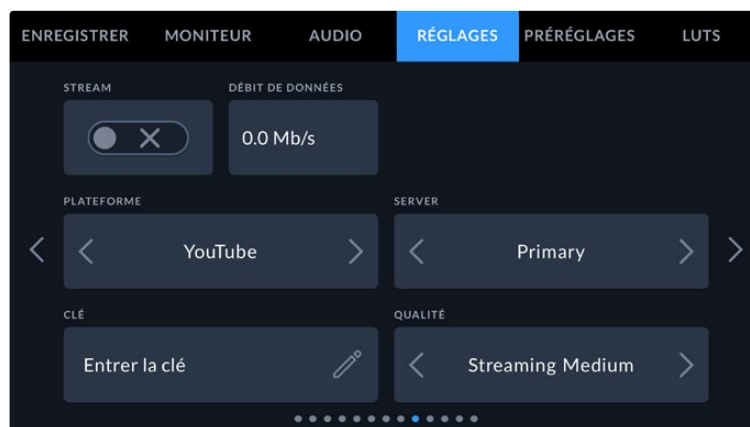 ENREGISTRER MONITEUR AUDIO RÉGLAGES PRÉRÉGLAGES LUTS
STREAM DÉBIT DE DONNÉES
0.0 Mb/s
PLATEFORME SERVER
YouTube Primary
CLÉ QUALITÉ
Entrer la clé Streaming Medium